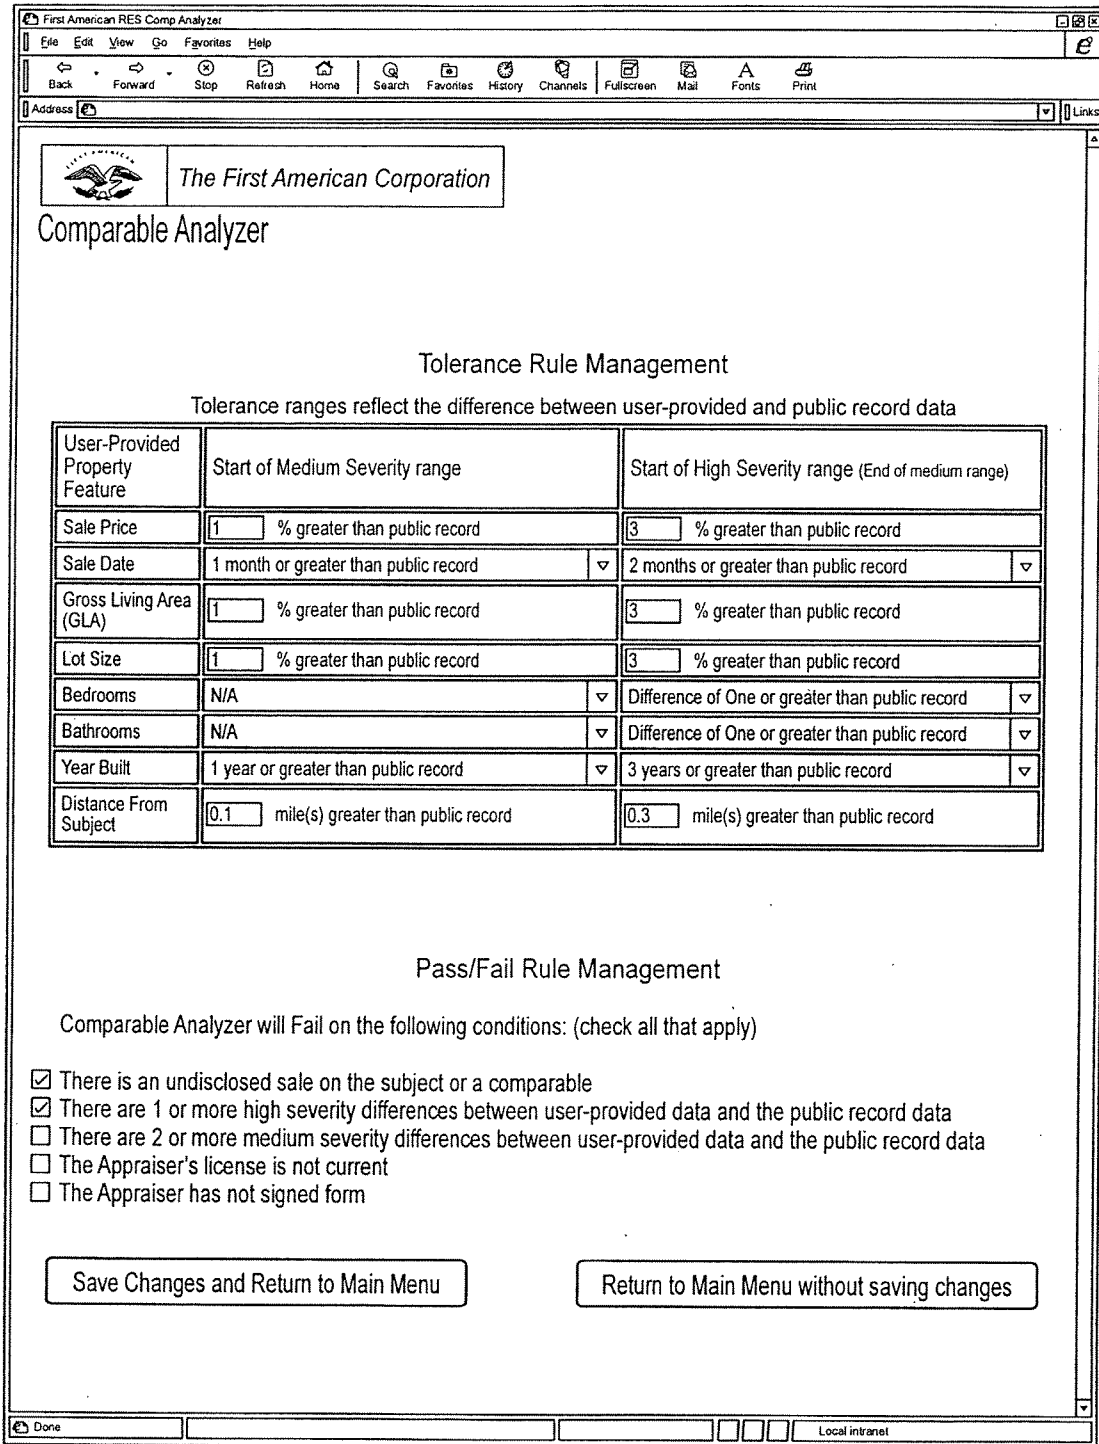 First American RES Comp Analyzer
File Edit View Go Favorites Help
Back Forward Stop Refresh Home Search Favorites History Channels Fullscreen Mail Fonts Print
Address Links
FIRST AMERICAN
The First American Corporation
Comparable Analyzer
Tolerance Rule Management
Tolerance ranges reflect the difference between user-provided and public record data
User-Provided
Property
Feature
Start of Medium Severity range
Start of High Severity range (End of medium range)
Sale Price 1 % greater than public record 3 % greater than public record
Sale Date 1 month or greater than public record 2 months or greater than public record
Gross Living Area
(GLA)
1 % greater than public record 3 % greater than public record
Lot Size 1 % greater than public record 3 % greater than public record
Bedrooms N/A Difference of One or greater than public record
Bathrooms N/A Difference of One or greater than public record
Year Built 1 year or greater than public record 3 years or greater than public record
Distance From
Subject
0.1 mile(s) greater than public record 0.3 mile(s) greater than public record
Pass/Fail Rule Management
Comparable Analyzer will Fail on the following conditions: (check all that apply)
There is an undisclosed sale on the subject or a comparable
There are 1 or more high severity differences between user-provided data and the public record data
There are 2 or more medium severity differences between user-provided data and the public record data
The Appraiser's license is not current
The Appraiser has not signed form
Save Changes and Return to Main Menu Return to Main Menu without saving changes
Done Local intranet